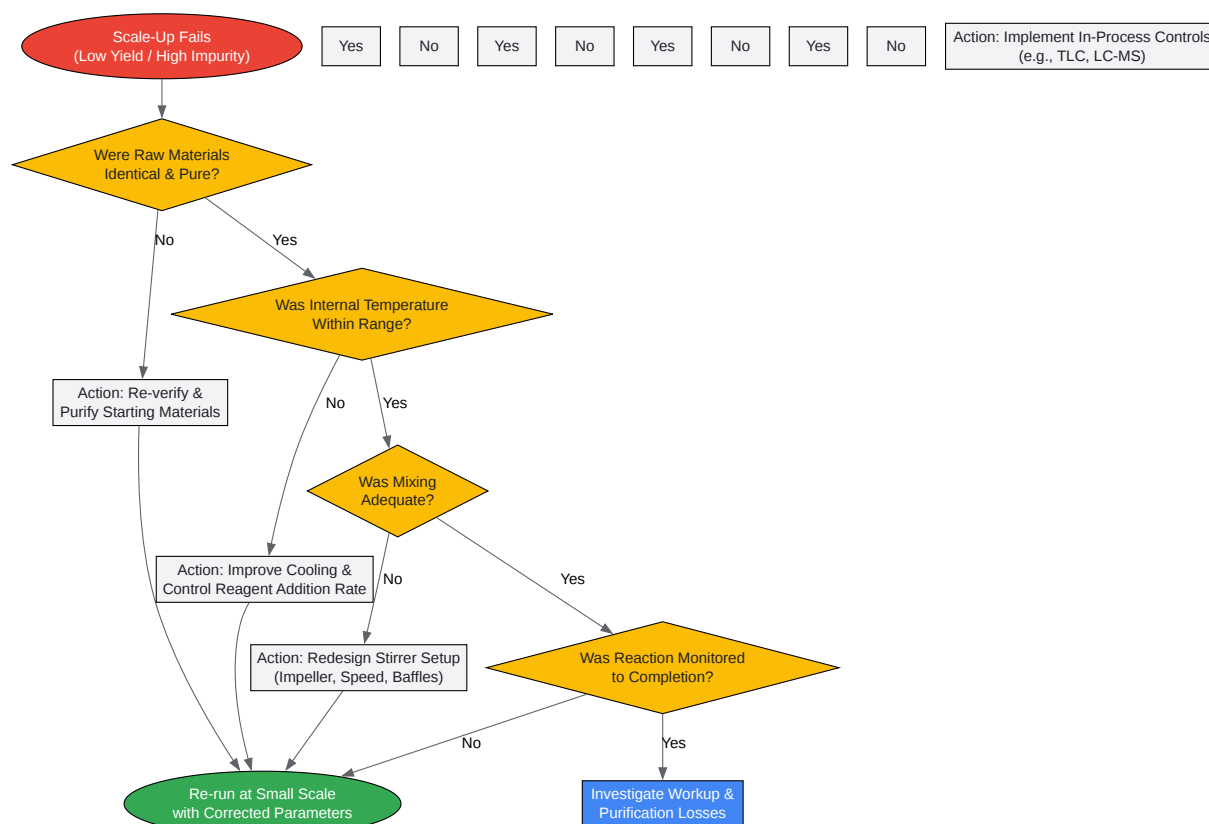 Scale-Up Fails
(Low Yield / High Impurity)
Yes
No
Yes
No
Yes
No
Yes
No
Action: Implement In-Process Controls
(e.g., TLC, LC-MS)
Were Raw Materials
Identical & Pure?
No
Yes
Was Internal Temperature
Within Range?
Action: Re-verify &
Purify Starting Materials
No
Yes
Was Mixing
Adequate?
Action: Improve Cooling &
Control Reagent Addition Rate
No
Yes
Action: Redesign Stirrer Setup
(Impeller, Speed, Baffles)
Was Reaction Monitored
to Completion?
No
Yes
Re-run at Small Scale
with Corrected Parameters
Investigate Workup &
Purification Losses